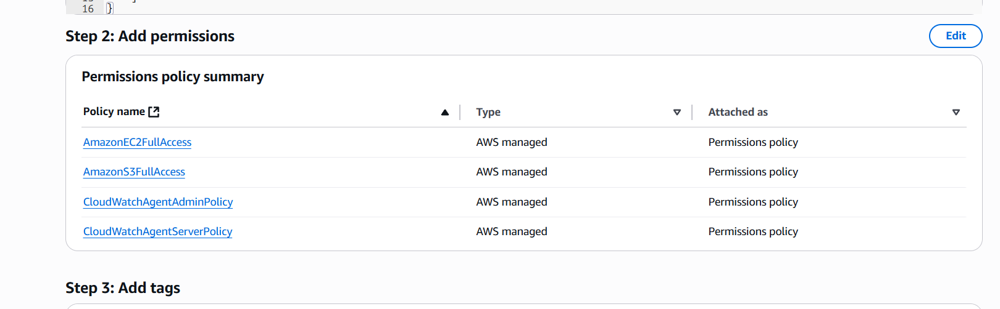 16 }
Step 2: Add permissions
Edit
Permissions policy summary
Policy name Type Attached as
AmazonEC2FullAccess AWS managed Permissions policy
AmazonS3FullAccess AWS managed Permissions policy
CloudWatchAgentAdminPolicy AWS managed Permissions policy
CloudWatchAgentServerPolicy AWS managed Permissions policy
Step 3: Add tags